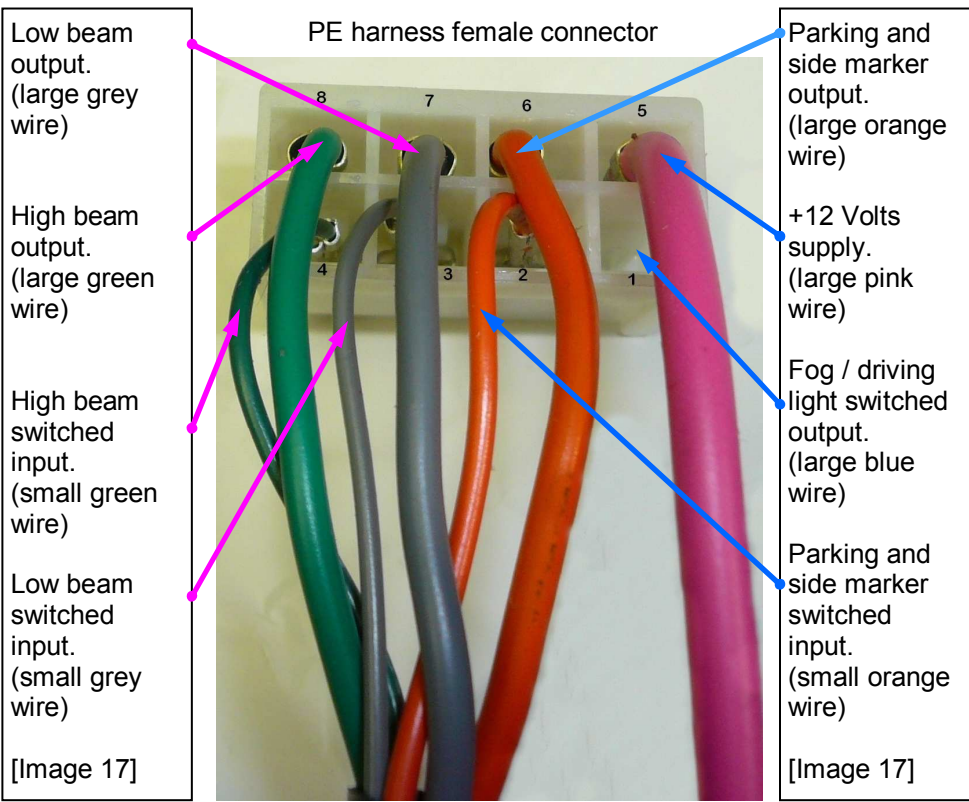 PE harness female connector
Low beam
output.
(large grey
wire)
High beam
output.
(large green
wire)
High beam
switched
input.
(small green
wire)
Low beam
switched
input.
(small grey
wire)
[Image 17]
8 7 6 5
4 3 2 1
Parking and
side marker
output.
(large orange
wire)
+12 Volts
supply.
(large pink
wire)
Fog / driving
light switched
output.
(large blue
wire)
Parking and
side marker
switched
input.
(small orange
wire)
[Image 17]